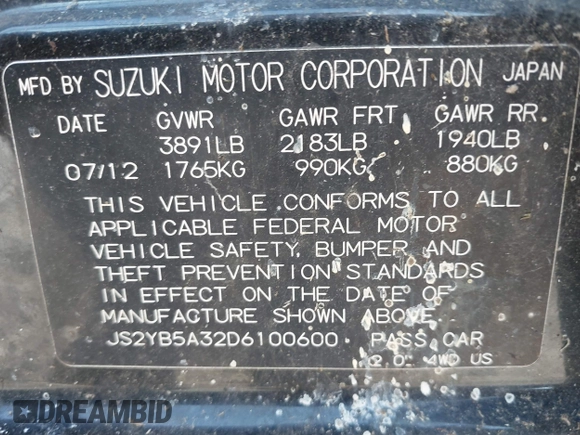 MFD BY SUZUKI MOTOR CORPORATION JAPAN
DATE GVWR GAWR FRT GAWR RR.
3891LB 2183LB 1940LB
07/12 1765KG 990KG 880KG
THIS VEHICLE CONFORMS TO ALL
APPLICABLE FEDERAL MOTOR
VEHICLE SAFETY, BUMPER AND
THEFT PREVENTION STANDARDS
IN EFFECT ON THE DATE OF
MANUFACTURE SHOWN ABOVE.
JS2YB5A32D6100600 PASS CAR
2.0 4WD US
DREAMBID